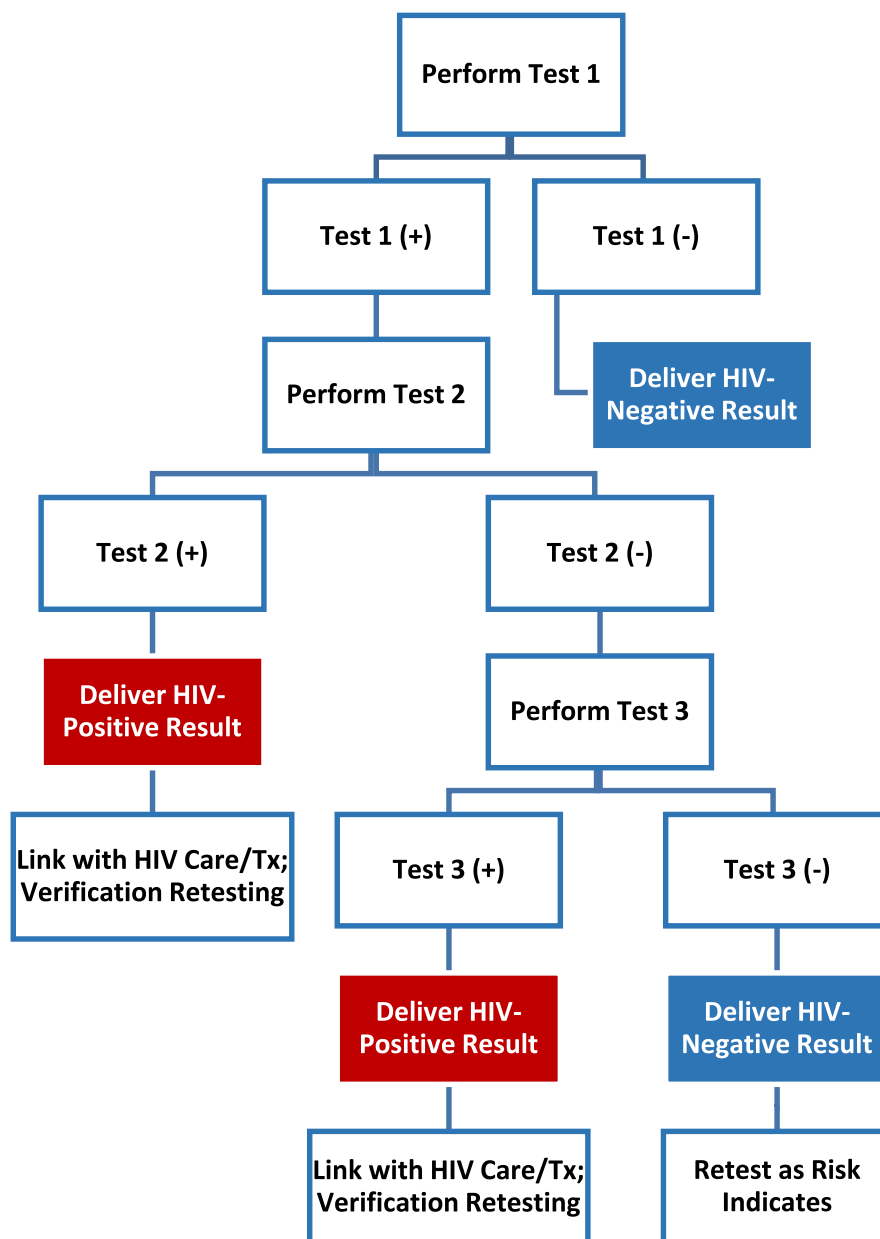 Perform Test 1
Test 1 (+)
Test 1 (-)
Perform Test 2
Deliver HIV-
Negative Result
Test 2 (+)
Test 2 (-)
Deliver HIV-
Positive Result
Perform Test 3
Link with HIV Care/Tx;
Verification Retesting
Test 3 (+)
Test 3 (-)
Deliver HIV-
Positive Result
Deliver HIV-
Negative Result
Link with HIV Care/Tx;
Verification Retesting
Retest as Risk
Indicates